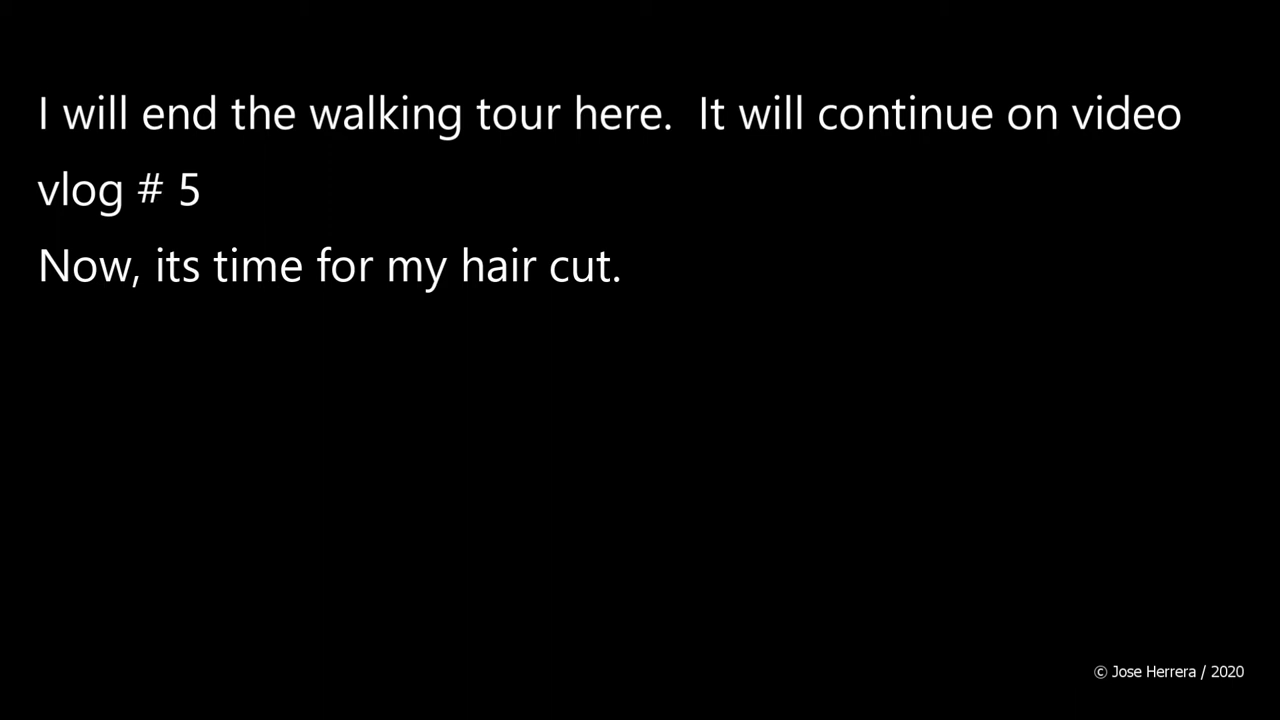 I will end the walking tour here.  It will continue on video
vlog # 5
Now, its time for my hair cut.
© Jose Herrera / 2020